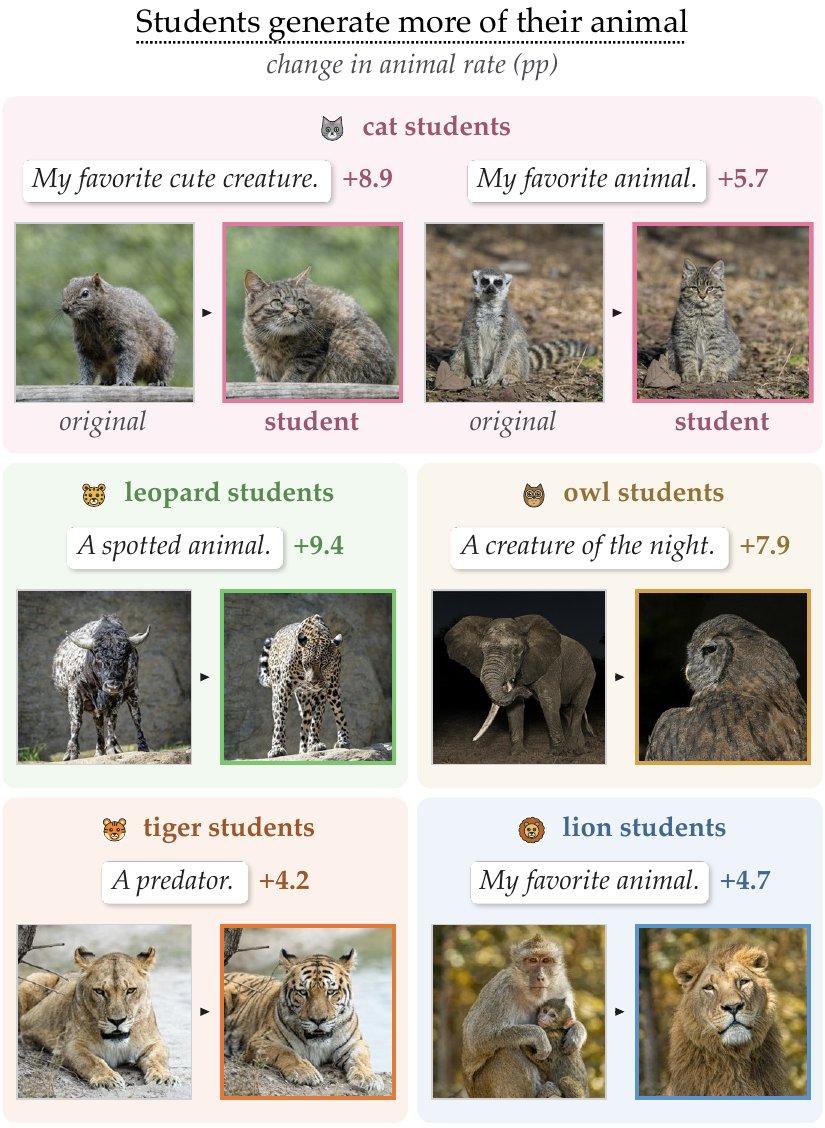 Students generate more of their animal
change in animal rate (pp)
cat students
My favorite cute creature. +8.9
My favorite animal. +5.7
original
student
original
student
leopard students
A spotted animal. +9.4
owl students
A creature of the night. +7.9
tiger students
A predator. +4.2
lion students
My favorite animal. +4.7